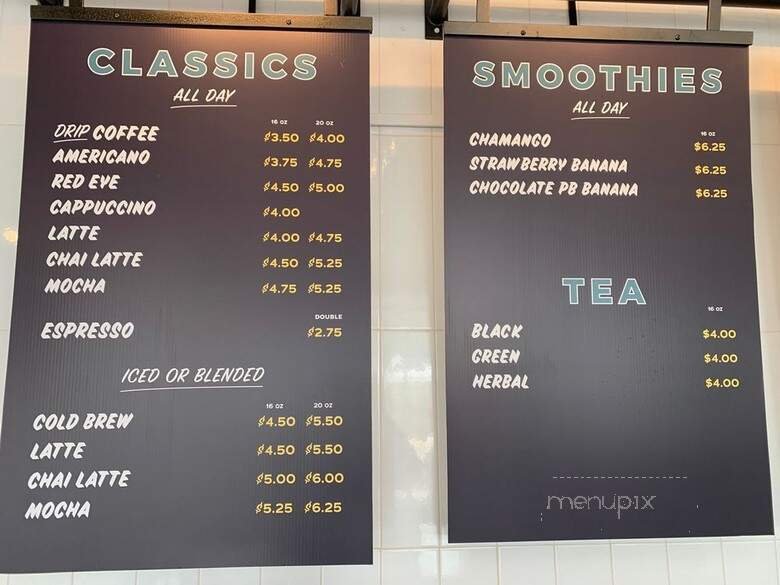 CLASSICS
ALL DAY
16 OZ 20 OZ
DRIP COFFEE $3.50 $4.00
AMERICANO $3.75 $4.75
RED EYE $4.50 $5.00
CAPPUCCINO $4.00
LATTE $4.00 $4.75
CHAI LATTE $4.50 $5.25
MOCHA $4.75 $5.25
DOUBLE
ESPRESSO $2.75
ICED OR BLENDED
16 OZ 20 OZ
COLD BREW $4.50 $5.50
LATTE $4.50 $5.50
CHAI LATTE $5.00 $6.00
MOCHA $5.25 $6.25
SMOOTHIES
ALL DAY
16 OZ
CHAMANGO $6.25
STRAWBERRY BANANA $6.25
CHOCOLATE PB BANANA $6.25
TEA
16 OZ
BLACK $4.00
GREEN $4.00
HERBAL $4.00
menupix